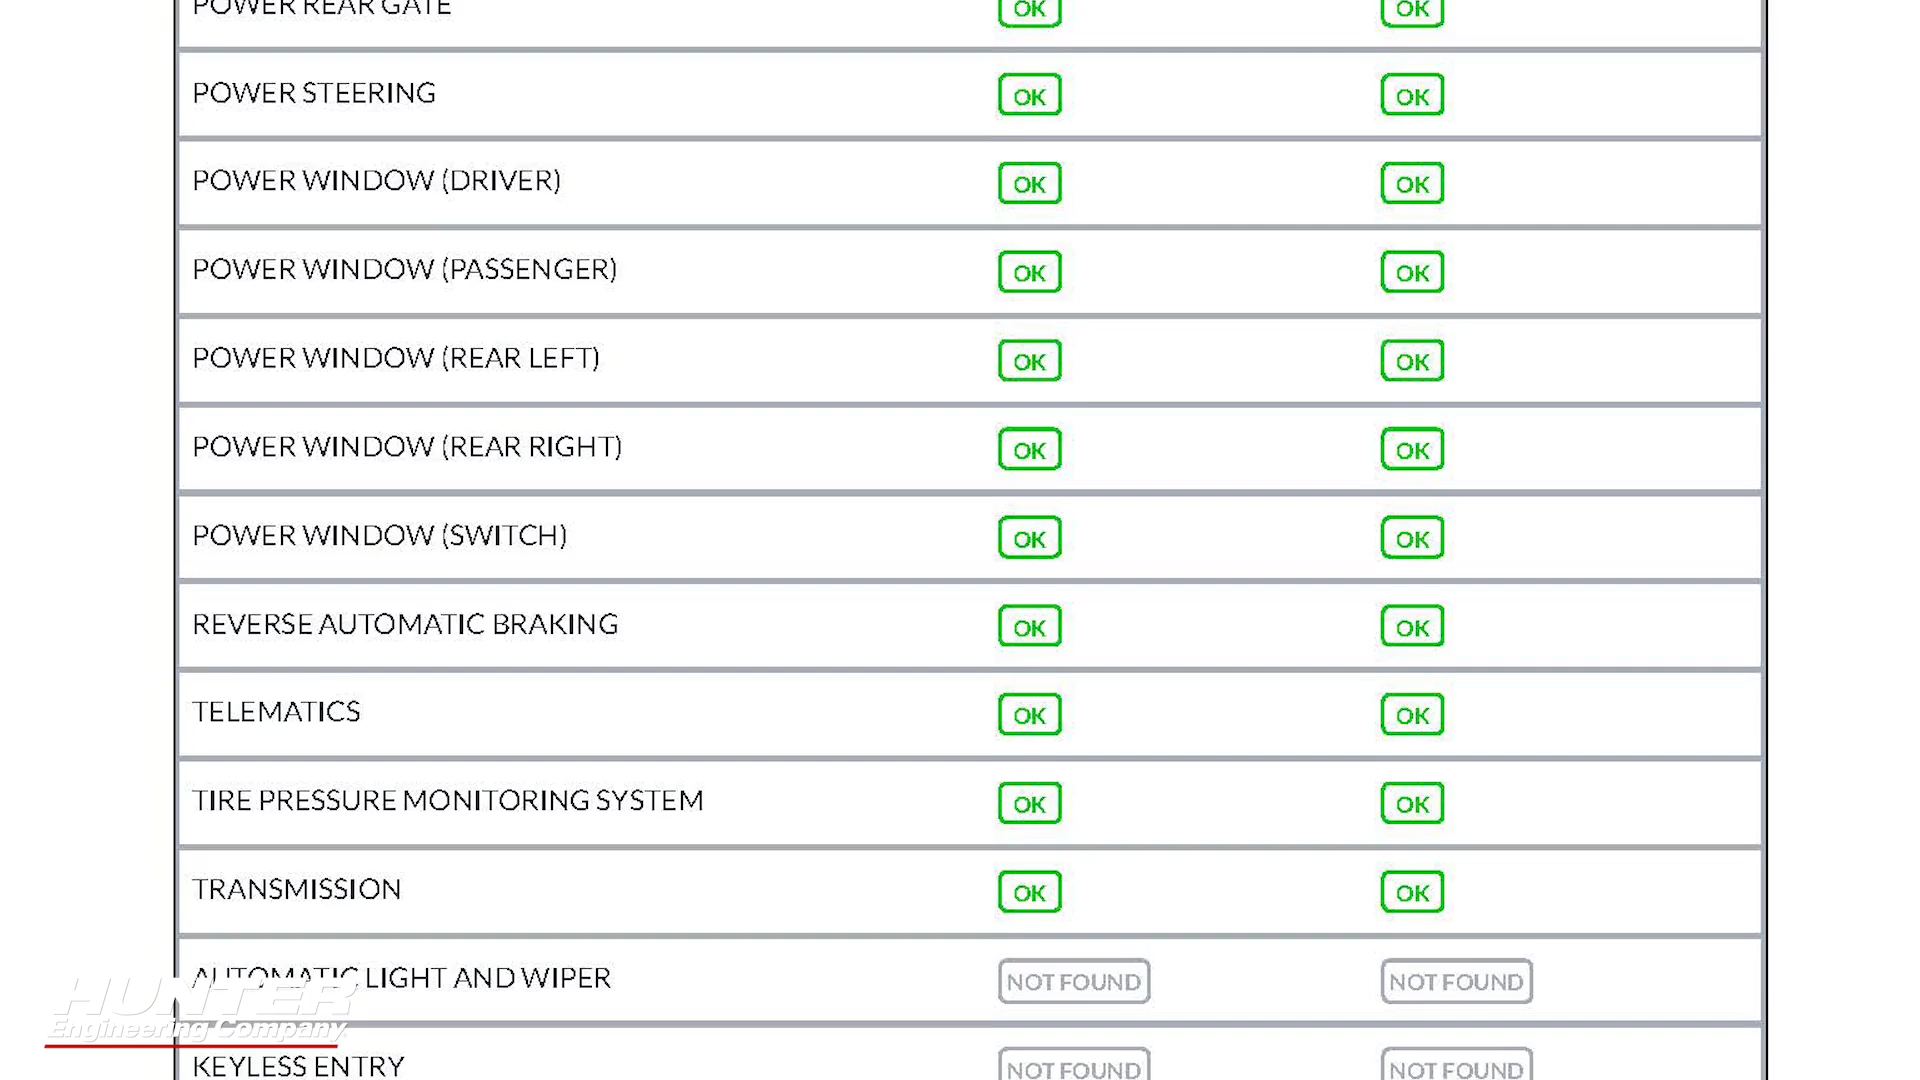 POWER REAR GATE OK OK
POWER STEERING OK OK
POWER WINDOW (DRIVER) OK OK
POWER WINDOW (PASSENGER) OK OK
POWER WINDOW (REAR LEFT) OK OK
POWER WINDOW (REAR RIGHT) OK OK
POWER WINDOW (SWITCH) OK OK
REVERSE AUTOMATIC BRAKING OK OK
TELEMATICS OK OK
TIRE PRESSURE MONITORING SYSTEM OK OK
TRANSMISSION OK OK
AUTOMATIC LIGHT AND WIPER NOT FOUND NOT FOUND
HUNTER
Engineering Company
KEYLESS ENTRY NOT FOUND NOT FOUND